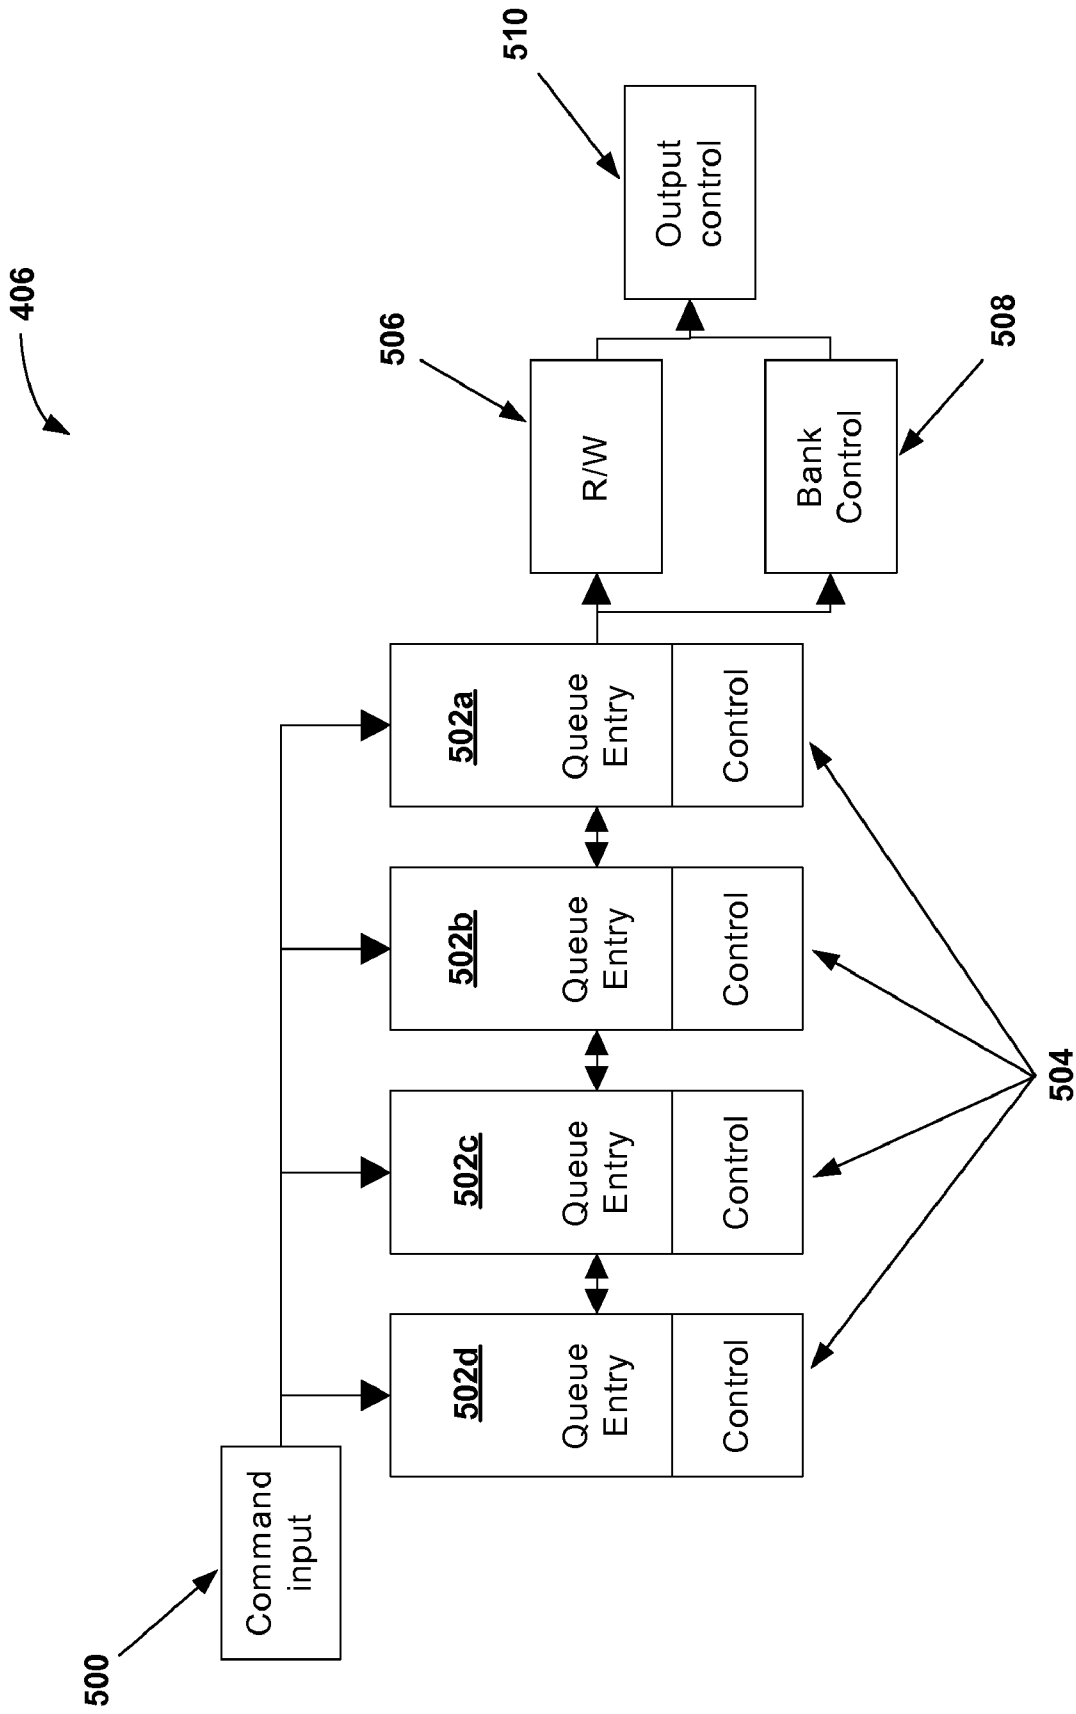 406
500
Command
input
502d
Queue
Entry
Control
502c
Queue
Entry
Control
502b
Queue
Entry
Control
502a
Queue
Entry
Control
504
506
R/W
Bank
Control
508
510
Output
control